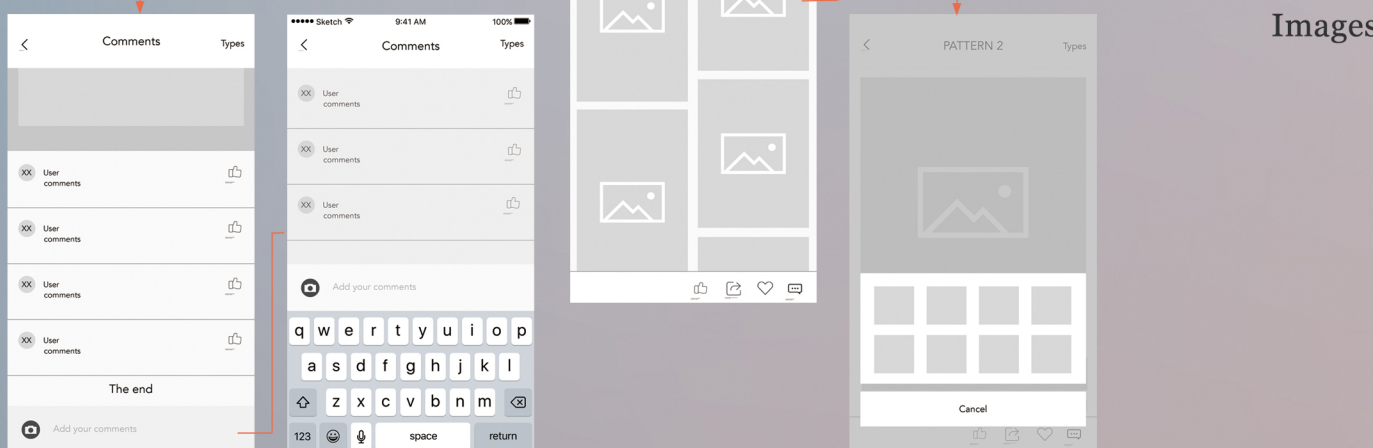 Comments
Types
XX User
comments
XX User
comments
XX User
comments
XX User
comments
The end
Add your comments
Sketch 9:41 AM 100%
Comments
Types
XX User
comments
XX User
comments
XX User
comments
Add your comments
q w e r t y u i o p
a s d f g h j k l
z x c v b n m
123 space return
PATTERN 2
Types
Cancel
Images